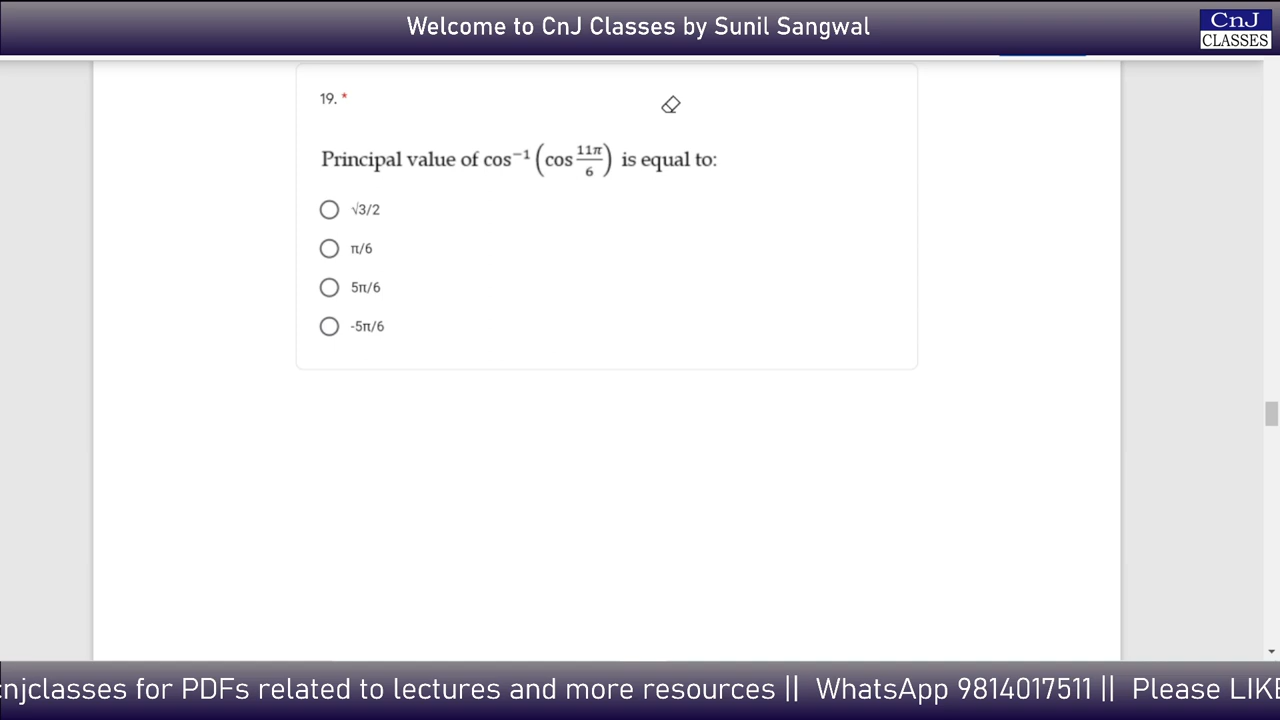 Welcome to CnJ Classes by Sunil Sangwal
CnJ
CLASSES
19. *
Principal value of cos⁻¹ (cos 11π/6) is equal to:
√3/2
π/6
5π/6
-5π/6
cnjclasses for PDFs related to lectures and more resources || WhatsApp 9814017511 || Please LIKE